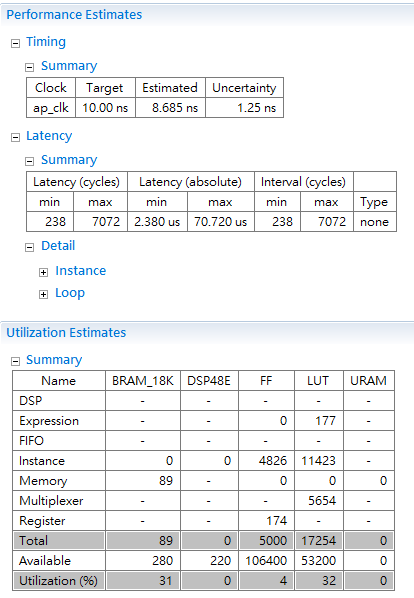 Performance Estimates
Timing
Summary
Clock Target Estimated Uncertainty
ap_clk 10.00 ns 8.685 ns 1.25 ns
Latency
Summary
Latency (cycles) Latency (absolute) Interval (cycles)
min max min max min max Type
238 7072 2.380 us 70.720 us 238 7072 none
Detail
Instance
Loop
Utilization Estimates
Summary
Name BRAM_18K DSP48E FF LUT URAM
DSP - - - - -
Expression - - 0 177 -
FIFO - - - - -
Instance 0 0 4826 11423 -
Memory 89 - 0 0 0
Multiplexer - - - 5654 -
Register - - 174 - -
Total 89 0 5000 17254 0
Available 280 220 106400 53200 0
Utilization (%) 31 0 4 32 0